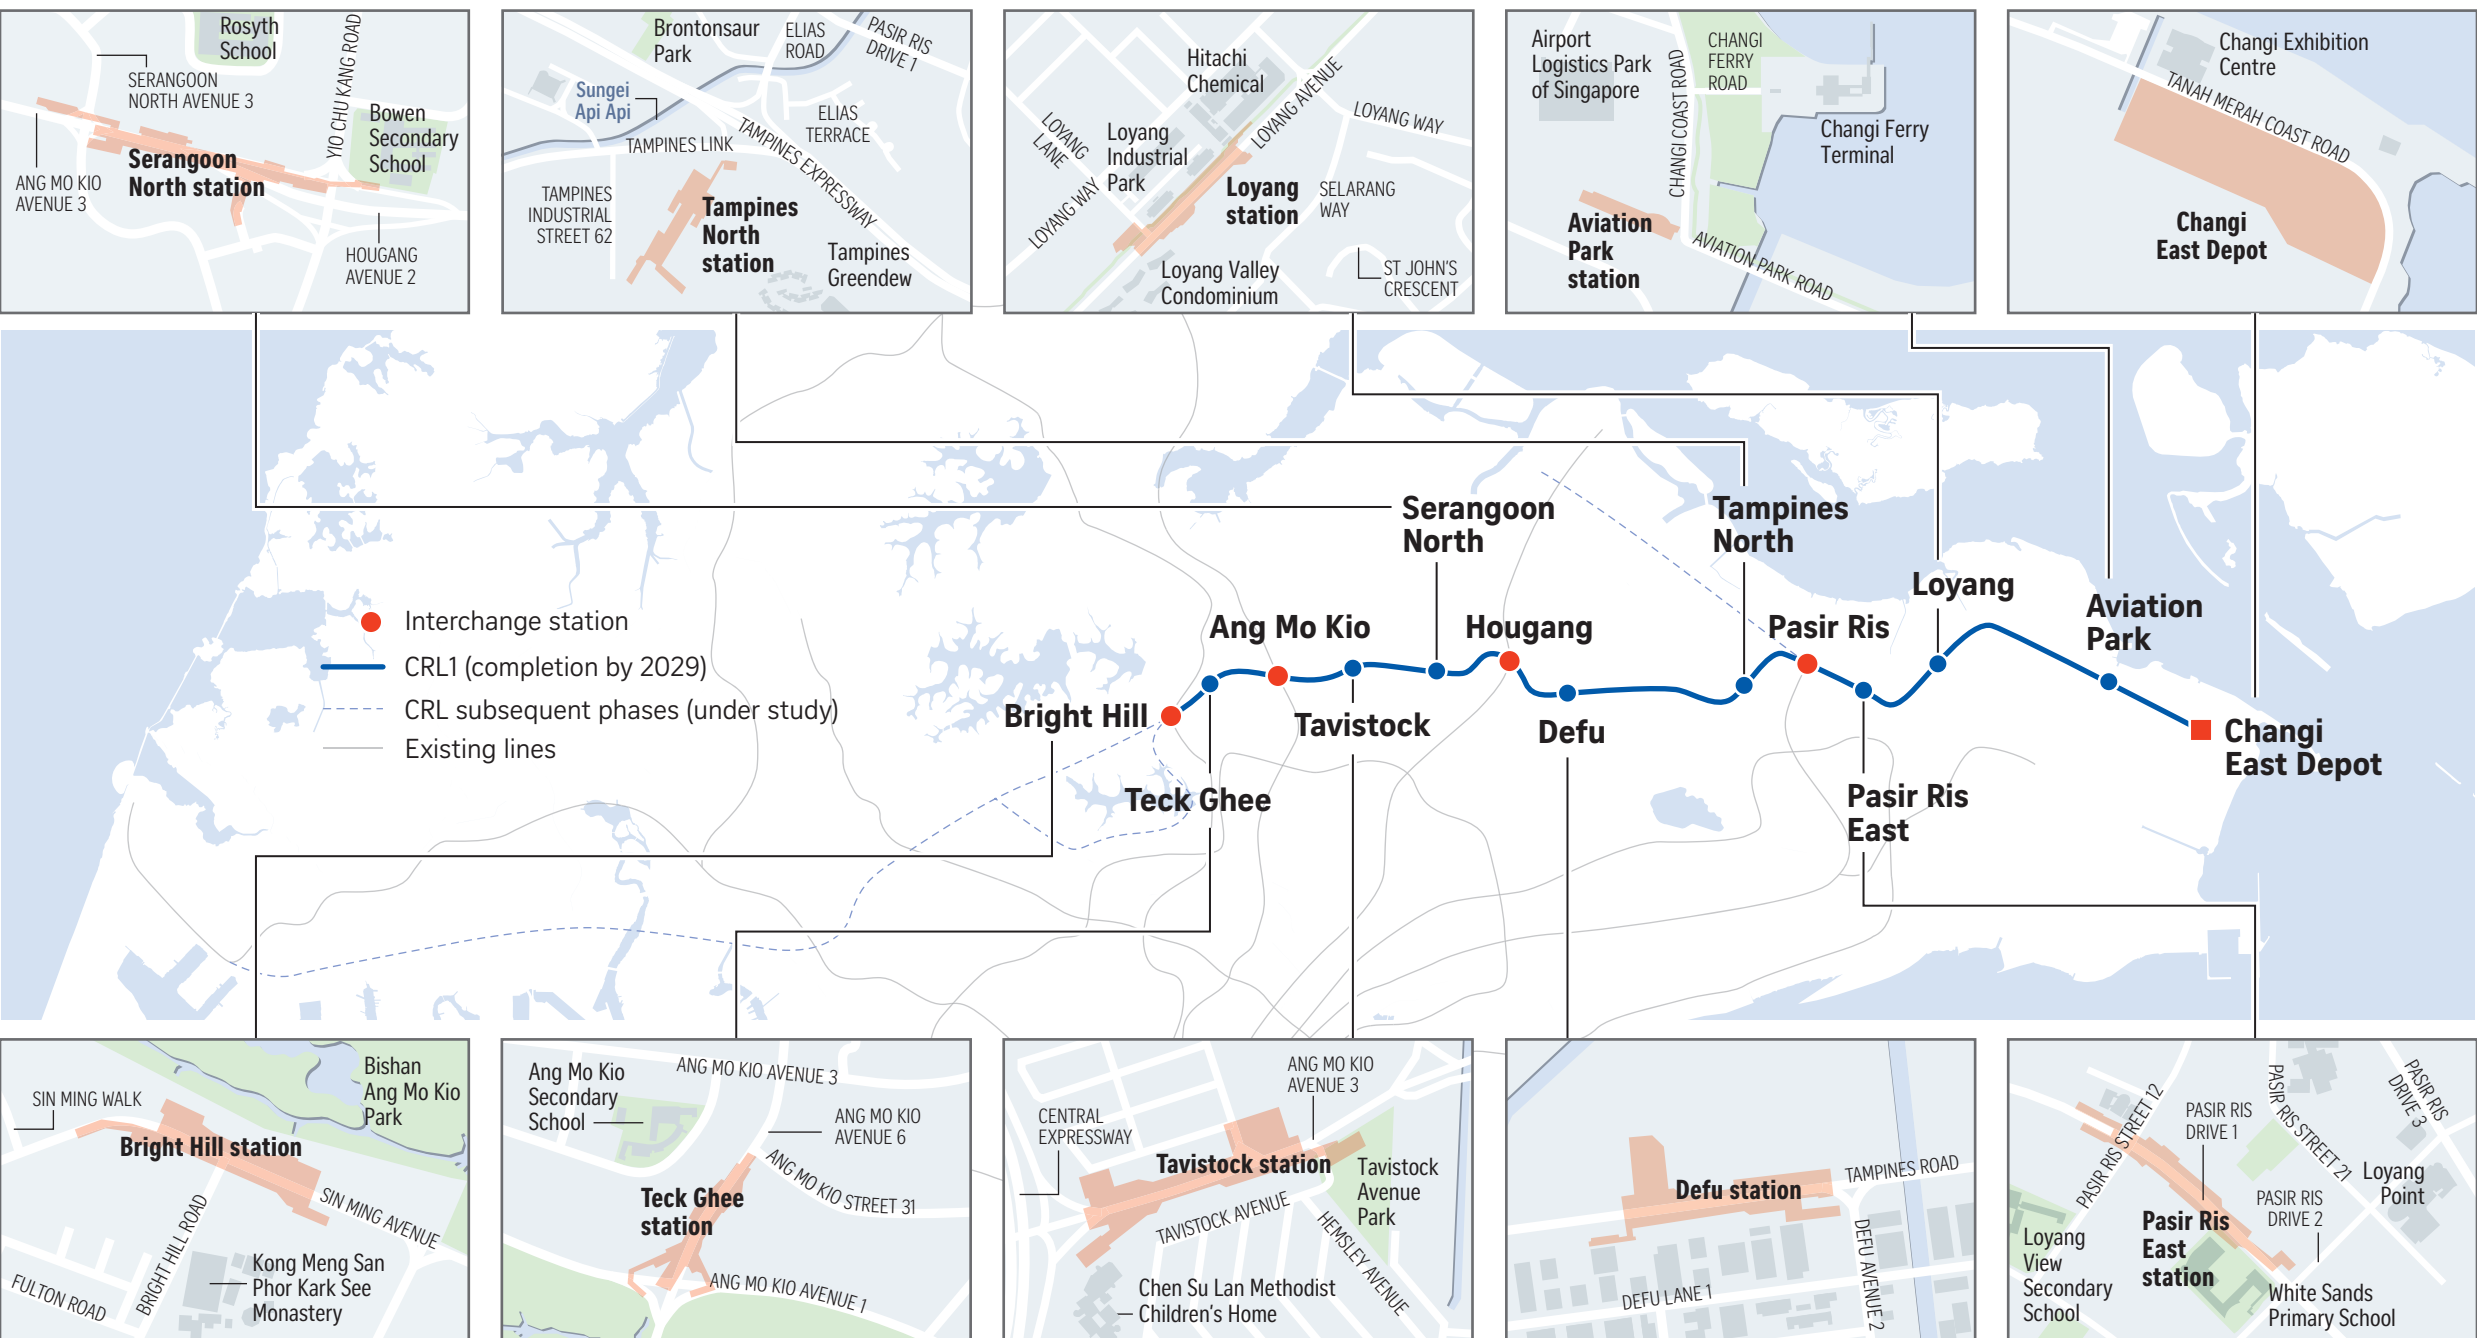 Rosyth
School
SERANGOON
NORTH AVENUE 3
YIO CHU KANG ROAD
Bowen
Secondary
School
Serangoon
North station
ANG MO KIO
AVENUE 3
HOUGANG
AVENUE 2
Brontonsaur
Park
ELIAS
ROAD
PASIR RIS
DRIVE 1
Sungei
Api Api
ELIAS
TERRACE
TAMPINES LINK
TAMPINES EXPRESSWAY
TAMPINES
INDUSTRIAL
STREET 62
Tampines
North
station
Tampines
Greendew
Hitachi
Chemical
LOYANG AVENUE
LOYANG WAY
LOYANG
LANE
Loyang
Industrial
Park
LOYANG WAY
Loyang
station
SELARANG
WAY
Loyang Valley
Condominium
ST JOHN'S
CRESCENT
Airport
Logistics Park
of Singapore
CHANGI COAST ROAD
CHANGI
FERRY
ROAD
Changi Ferry
Terminal
Aviation
Park
station
AVIATION PARK ROAD
Changi Exhibition
Centre
TANAH MERAH COAST ROAD
Changi
East Depot
Serangoon
North
Tampines
North
Loyang
Aviation
Park
Ang Mo Kio
Hougang
Pasir Ris
Interchange station
CRL1 (completion by 2029)
CRL subsequent phases (under study)
Existing lines
Bright Hill
Tavistock
Defu
Changi
East Depot
Teck Ghee
Pasir Ris
East
Bishan
Ang Mo Kio
Park
SIN MING WALK
Bright Hill station
SIN MING AVENUE
BRIGHT HILL ROAD
Kong Meng San
Phor Kark See
Monastery
FULTON ROAD
Ang Mo Kio
Secondary
School
ANG MO KIO AVENUE 3
ANG MO KIO
AVENUE 6
ANG MO KIO STREET 31
Teck Ghee
station
ANG MO KIO AVENUE 1
ANG MO KIO
AVENUE 3
CENTRAL
EXPRESSWAY
Tavistock station
Tavistock
Avenue
Park
TAVISTOCK AVENUE
HEMSLEY AVENUE
Chen Su Lan Methodist
Children's Home
TAMPINES ROAD
Defu station
DEFU AVENUE 2
DEFU LANE 1
PASIR RIS STREET 12
PASIR RIS
DRIVE 1
PASIR RIS STREET 21
PASIR RIS
DRIVE 3
Loyang
Point
PASIR RIS
DRIVE 2
Pasir Ris
East
station
Loyang
View
Secondary
School
White Sands
Primary School